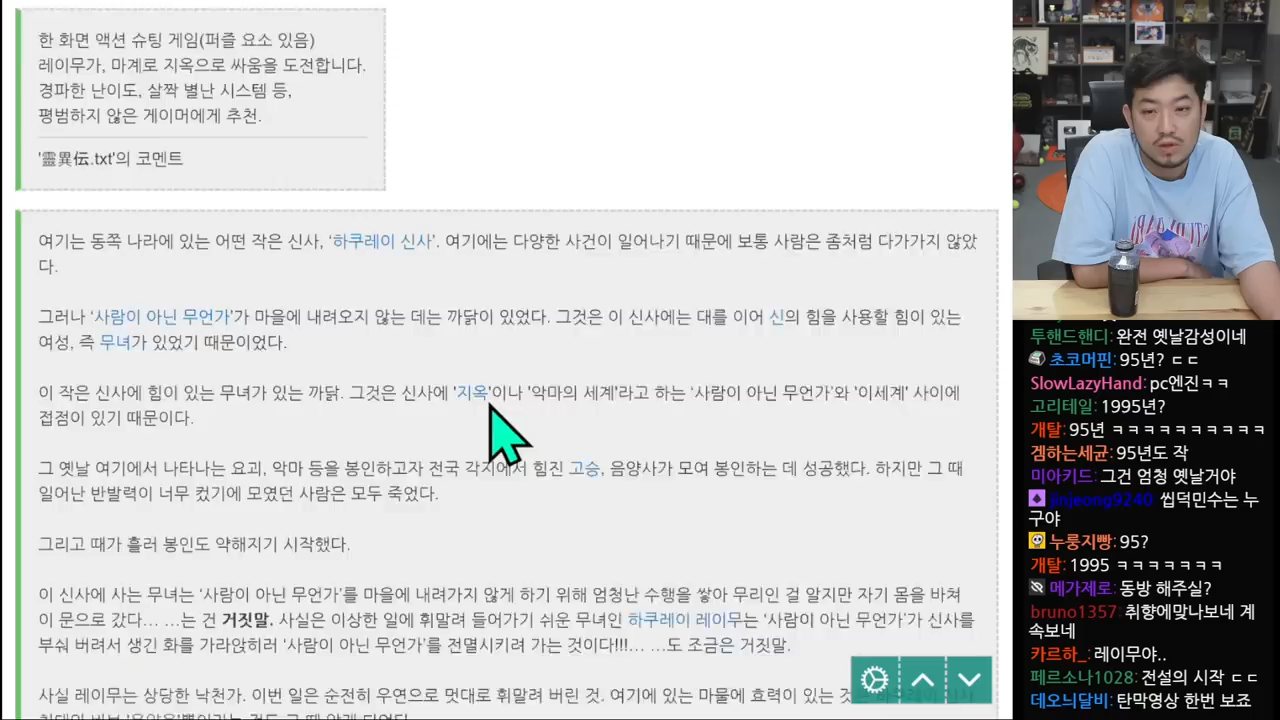 한 화면 액션 슈팅 게임(퍼즐 요소 있음)
레이무가, 마계로 지옥으로 싸움을 도전합니다.
경파한 난이도, 살짝 별난 시스템 등,
평범하지 않은 게이머에게 추천.
'靈異伝.txt'의 코멘트
여기는 동쪽 나라에 있는 어떤 작은 신사, '하쿠레이 신사'. 여기에는 다양한 사건이 일어나기 때문에 보통 사람은 좀처럼 다가가지 않았
다.
그러나 ‘사람이 아닌 무언가’가 마을에 내려오지 않는 데는 까닭이 있었다. 그것은 이 신사에는 대를 이어 신의 힘을 사용할 힘이 있는
여성, 즉 무녀가 있었기 때문이었다.
이 작은 신사에 힘이 있는 무녀가 있는 까닭. 그것은 신사에 '지옥'이나 '악마의 세계'라고 하는 ‘사람이 아닌 무언가’와 '이세계' 사이에
접점이 있기 때문이다.
그 옛날 여기에서 나타나는 요괴, 악마 등을 봉인하고자 전국 각지에서 힘진 고승, 음양사가 모여 봉인하는 데 성공했다. 하지만 그 때
일어난 반발력이 너무 컸기에 모였던 사람은 모두 죽었다.
그리고 때가 흘러 봉인도 약해지기 시작했다.
이 신사에 사는 무녀는 ‘사람이 아닌 무언가’를 마을에 내려가지 않게 하기 위해 엄청난 수행을 쌓아 무리인 걸 알지만 자기 몸을 바쳐
이 문으로 갔다… …는 건 거짓말. 사실은 이상한 일에 휘말려 들어가기 쉬운 무녀인 하쿠레이 레이무는 ‘사람이 아닌 무언가’가 신사를
부숴 버려서 생긴 화를 가라앉히러 ‘사람이 아닌 무언가’를 전멸시키려 가는 것이다!!!… …도 조금은 거짓말.
사실 레이무는 상당한 낙천가. 이번 일은 순전히 우연으로 멋대로 휘말려 버린 것. 여기에 있는 마물에 효력이 있는 것
투핸드핸디: 완전 옛날감성이네
초코머핀: 95년? ㄷㄷ
SlowLazyHand: pc엔진ㅋㅋ
고리테일: 1995년?
개탈: 95년 ㅋㅋㅋㅋㅋㅋㅋㅋㅋㅋ
겜하는세균: 95년도 작
미아키드: 그건 엄청 옛날거야
jinjeong9240: 씹덕민수는 누
구야
누룽지빵: 95?
개탈: 1995 ㅋㅋㅋㅋㅋㅋㅋ
메가제로: 동방 해주실?
bruno1357: 취향에맞나보네 계
속보네
카르하_: 레이무야..
페르소나1028: 전설의 시작 ㄷㄷ
데오늬달비: 탄막영상 한번 보죠